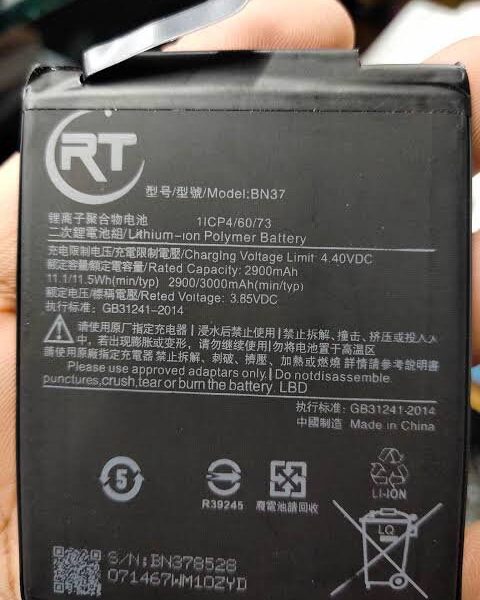 RT
型号/型號/Model:BN37
锂离子聚合物电池 1ICP4/60/73
二次鋰電池組/Lithium-ion Polymer Battery
充电限制电压/充電限制電壓/Charging Voltage Limit 4.40VDC
额定容量/額定電容量/Rated Capacity: 2900mAh
11.1/11.5Wh(min/typ) 2900/3000mAh(min/typ)
额定电压/標稱電壓/Reted Voltage: 3.85VDC
执行标准: GB31241-2014
请使用原厂指定充电器 | 浸水后禁止使用 | 禁止拆解、撞击、挤压或投入火
中, 若出现膨胀或变形, 请勿继续使用 | 勿将电池置于高温区
請使用原廠指定充電器 禁止拆解、刺破、擠壓、加熱或燃燒 詳情請參考說明書
Please use approved adaptars only. | Do notdisassemble
punctures,crush,tear or burn the battery LBD
执行标准: GB31241-2014
中國製造 Made in China
5
R39245
廢電池請回收
LI-ION
LQ
S/N:BN378528
071467WM10ZYD